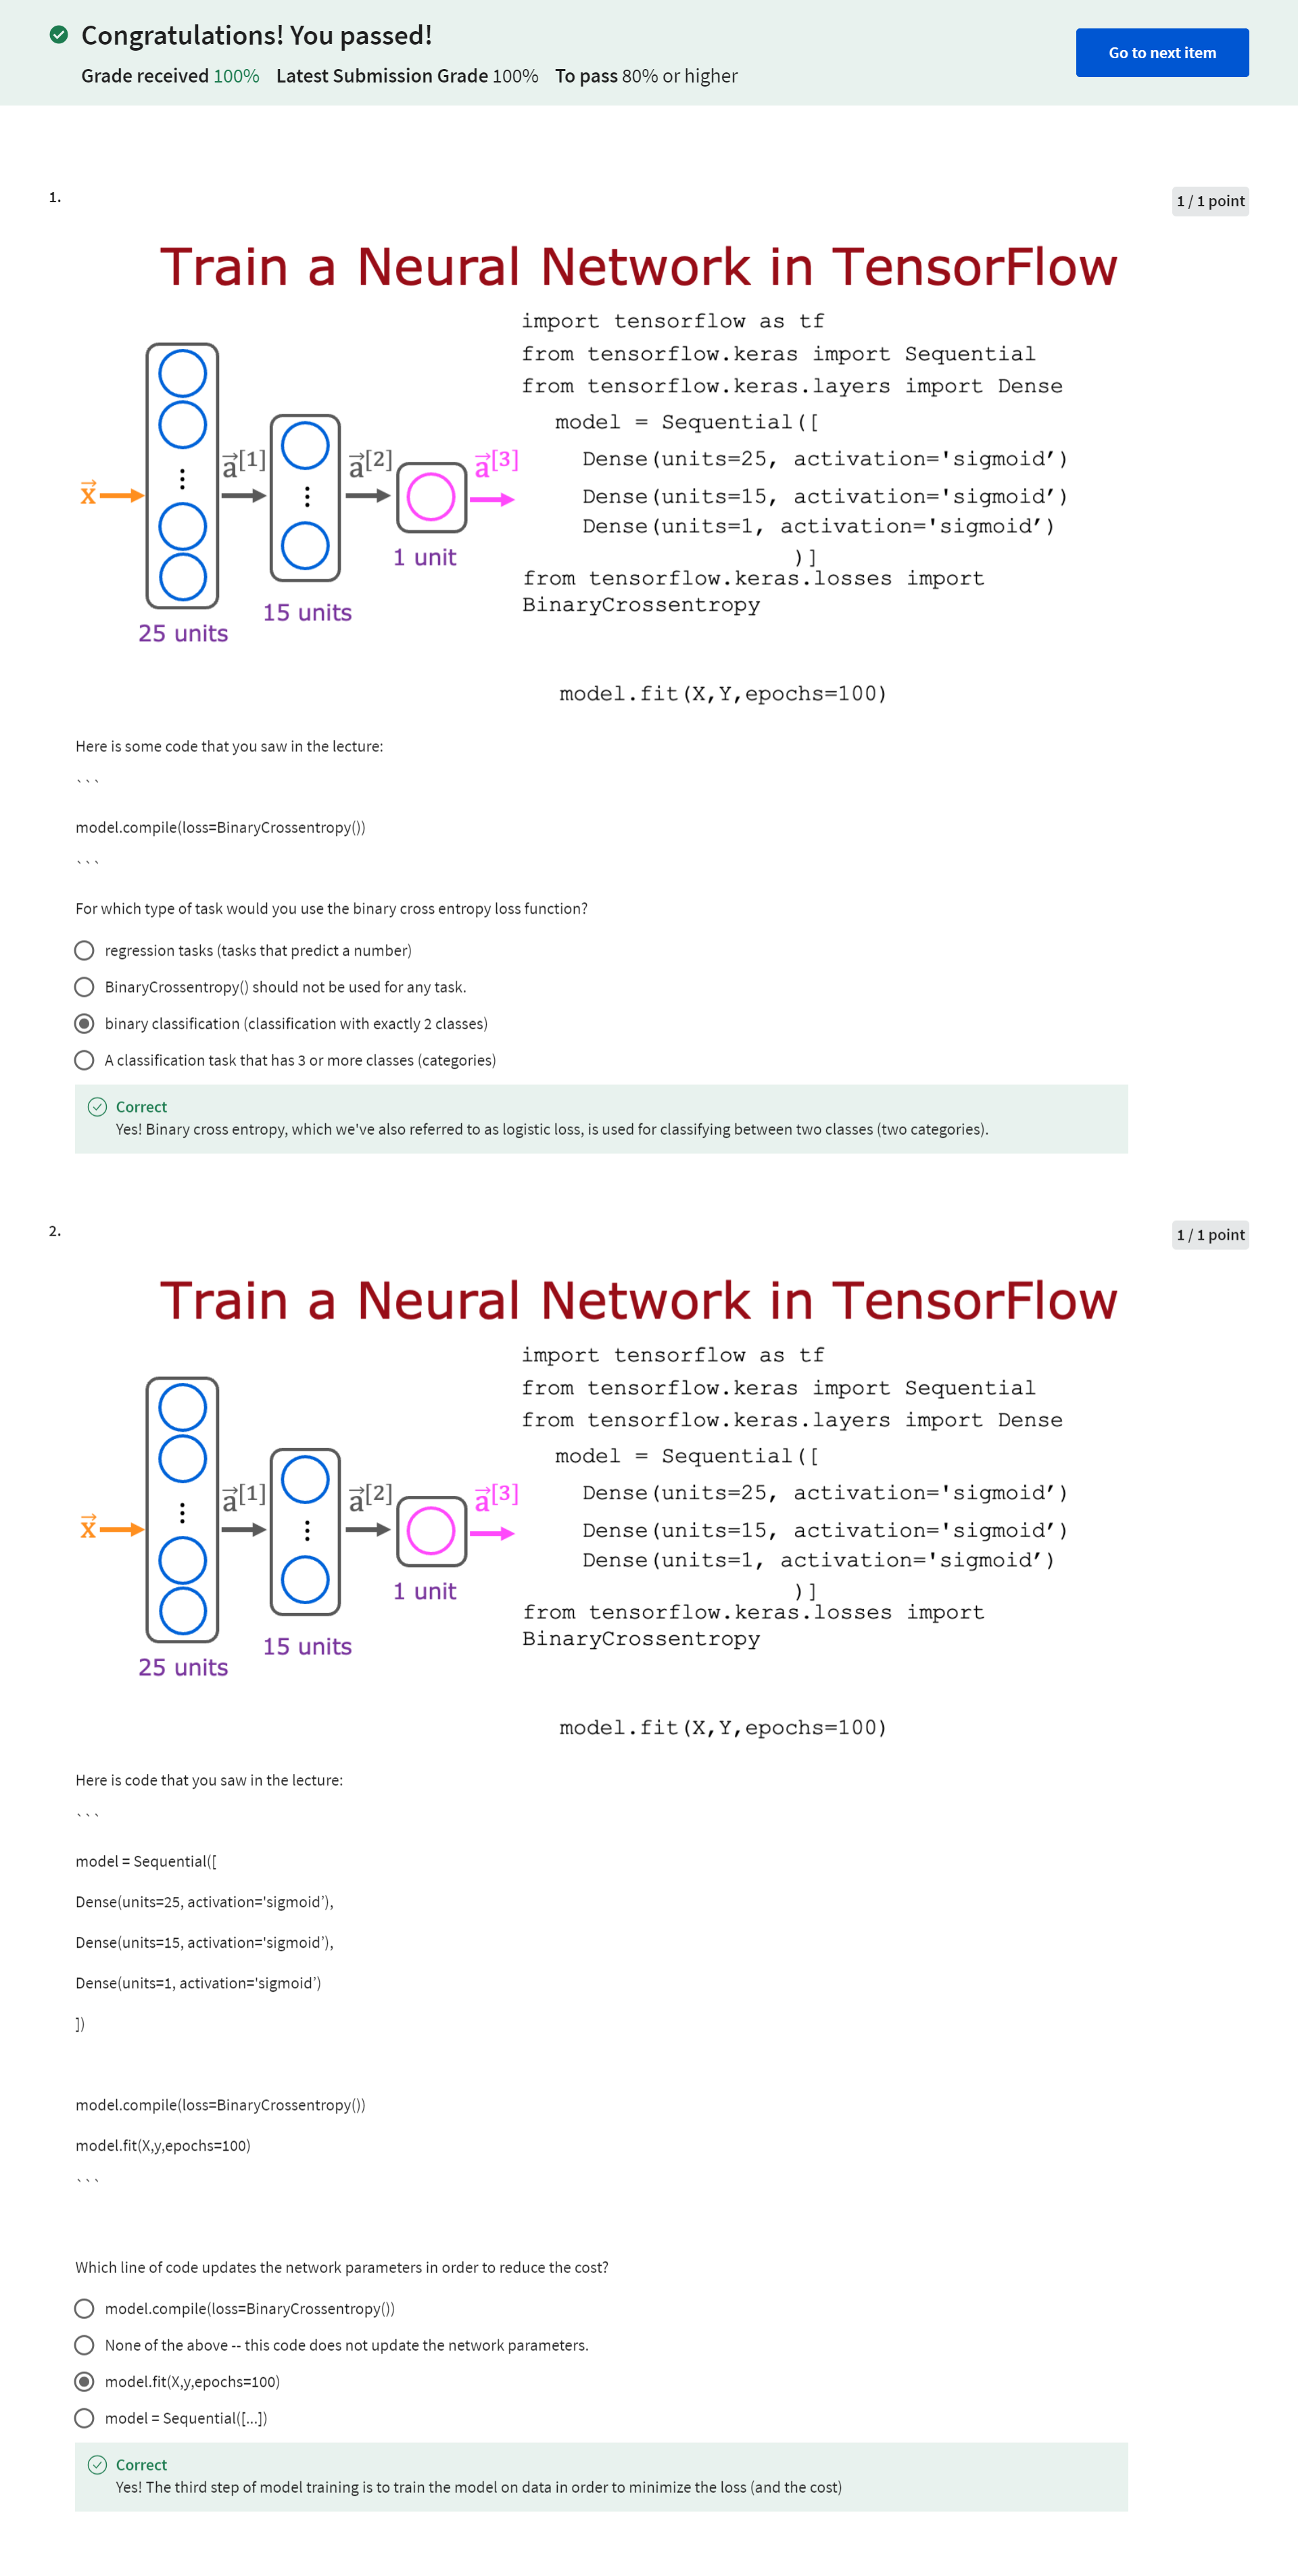 Congratulations! You passed!
Grade received 100% Latest Submission Grade 100% To pass 80% or higher
Go to next item
1.
1 / 1 point
Train a Neural Network in TensorFlow
import tensorflow as tf
from tensorflow.keras import Sequential
from tensorflow.keras.layers import Dense
model = Sequential([
Dense(units=25, activation='sigmoid’)
Dense(units=15, activation='sigmoid’)
Dense(units=1, activation='sigmoid’)
)]
from tensorflow.keras.losses import
BinaryCrossentropy
model.fit(X,Y,epochs=100)
x⃗
a⃗[1]
a⃗[2]
a⃗[3]
25 units
15 units
1 unit
Here is some code that you saw in the lecture:
```
model.compile(loss=BinaryCrossentropy())
```
For which type of task would you use the binary cross entropy loss function?
regression tasks (tasks that predict a number)
BinaryCrossentropy() should not be used for any task.
binary classification (classification with exactly 2 classes)
A classification task that has 3 or more classes (categories)
Correct
Yes! Binary cross entropy, which we've also referred to as logistic loss, is used for classifying between two classes (two categories).
2.
1 / 1 point
Train a Neural Network in TensorFlow
import tensorflow as tf
from tensorflow.keras import Sequential
from tensorflow.keras.layers import Dense
model = Sequential([
Dense(units=25, activation='sigmoid’)
Dense(units=15, activation='sigmoid’)
Dense(units=1, activation='sigmoid’)
)]
from tensorflow.keras.losses import
BinaryCrossentropy
model.fit(X,Y,epochs=100)
x⃗
a⃗[1]
a⃗[2]
a⃗[3]
25 units
15 units
1 unit
Here is code that you saw in the lecture:
```
model = Sequential([
Dense(units=25, activation='sigmoid’),
Dense(units=15, activation='sigmoid’),
Dense(units=1, activation='sigmoid’)
])
model.compile(loss=BinaryCrossentropy())
model.fit(X,y,epochs=100)
```
Which line of code updates the network parameters in order to reduce the cost?
model.compile(loss=BinaryCrossentropy())
None of the above -- this code does not update the network parameters.
model.fit(X,y,epochs=100)
model = Sequential([...])
Correct
Yes! The third step of model training is to train the model on data in order to minimize the loss (and the cost)